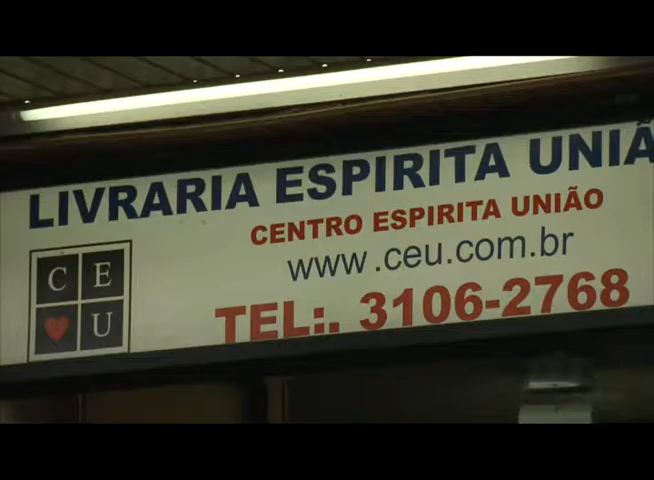 LIVRARIA ESPIRITA UNIÃ
CENTRO ESPIRITA UNIÃO
www.ceu.com.br
TEL:. 3106-2768
C E
U